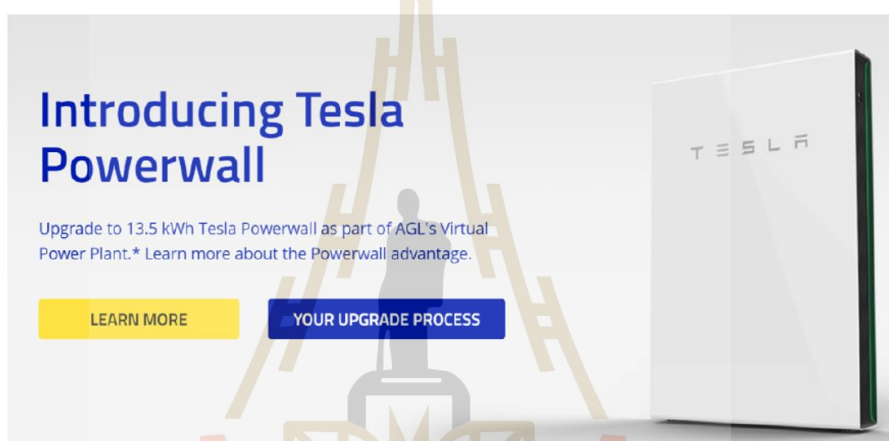 Introducing Tesla
Powerwall
TESLA
Upgrade to 13.5 kWh Tesla Powerwall as part of AGL's Virtual
Power Plant.* Learn more about the Powerwall advantage.
LEARN MORE
YOUR UPGRADE PROCESS